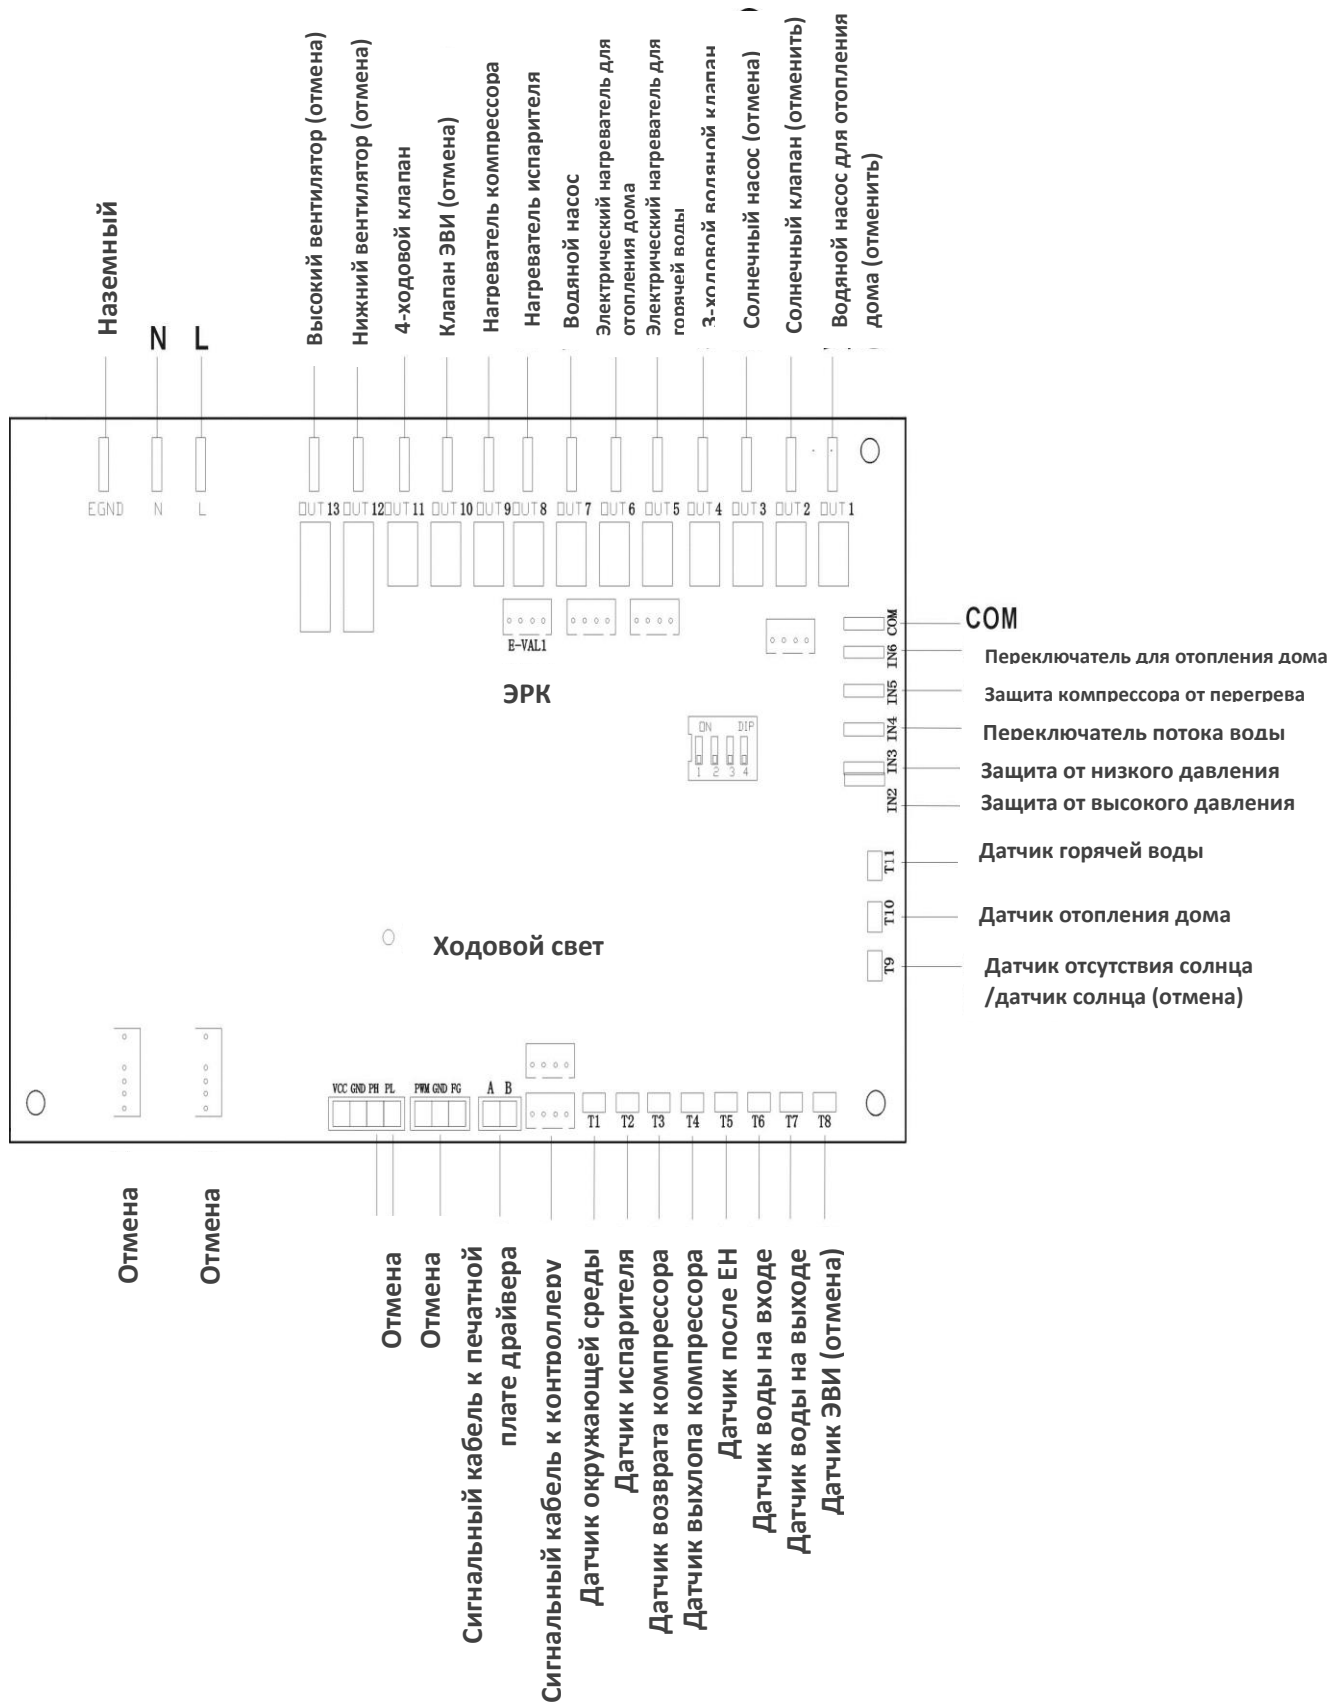 Наземный
N
L
Высокий вентилятор (отмена)
Нижний вентилятор (отмена)
4-ходовой клапан
Клапан ЭВИ (отмена)
Нагреватель компрессора
Нагреватель испарителя
Водяной насос
Электрический нагреватель для
отопления дома
Электрический нагреватель для
горячей воды
3-ходовой водяной клапан
Солнечный насос (отмена)
Солнечный клапан (отменить)
Водяной насос для отопления
дома (отменить)
EGND
N
L
OUT13
OUT12
OUT11
OUT10
OUT9
OUT8
OUT7
OUT6
OUT5
OUT4
OUT3
OUT2
OUT1
E-VAL1
ЭРК
ON DIP
1 2 3 4
COM
COM
IN6
Переключатель для отопления дома
IN5
Защита компрессора от перегрева
IN4
Переключатель потока воды
IN3
Защита от низкого давления
IN2
Защита от высокого давления
T11
Датчик горячей воды
T10
Датчик отопления дома
T9
Датчик отсутствия солнца
/датчик солнца (отмена)
Ходовой свет
VCC GND PH PL
PWM GND FG
A B
T1
T2
T3
T4
T5
T6
T7
T8
Отмена
Отмена
Отмена
Отмена
Сигнальный кабель к печатной
плате драйвера
Сигнальный кабель к контроллеру
Датчик окружающей среды
Датчик испарителя
Датчик возврата компрессора
Датчик выхлопа компрессора
Датчик после ЕН
Датчик воды на входе
Датчик воды на выходе
Датчик ЭВИ (отмена)